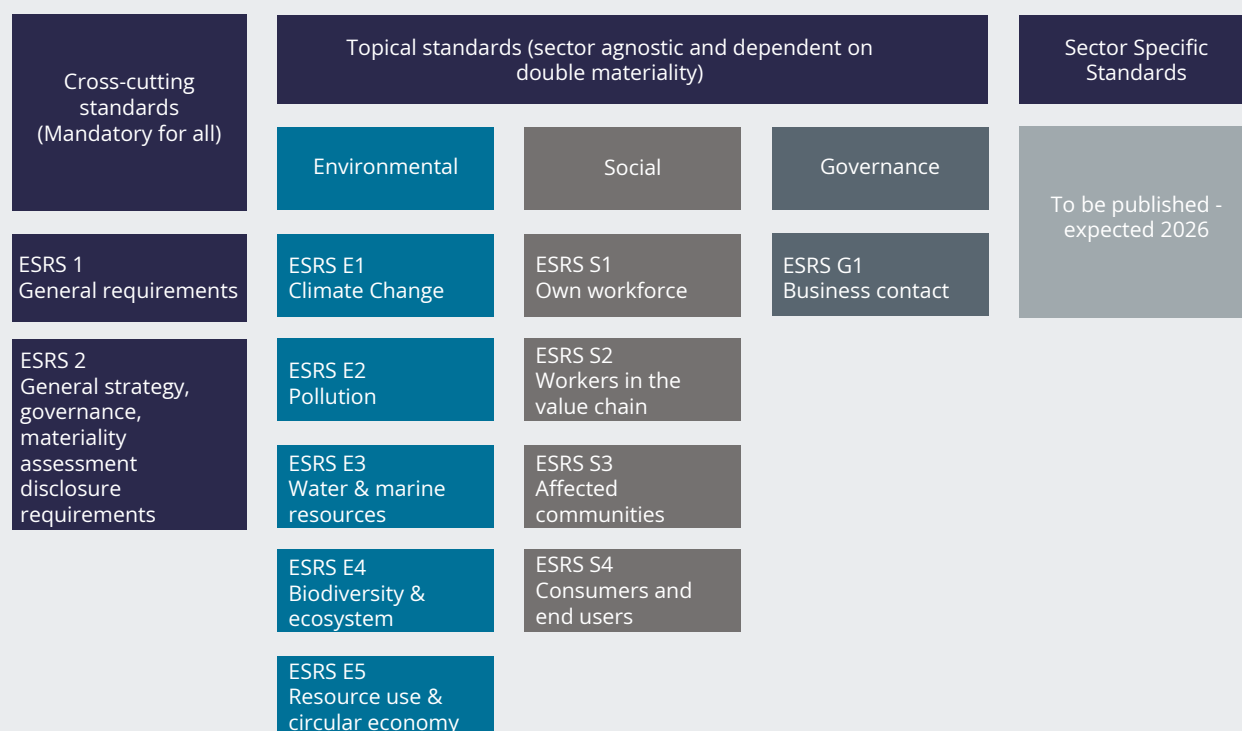 Cross-cutting
standards
(Mandatory for all)
Topical standards (sector agnostic and dependent on
double materiality)
Sector Specific
Standards
Environmental
Social
Governance
To be published -
expected 2026
ESRS 1
General requirements
ESRS E1
Climate Change
ESRS S1
Own workforce
ESRS G1
Business contact
ESRS 2
General strategy,
governance,
materiality
assessment
disclosure
requirements
ESRS E2
Pollution
ESRS S2
Workers in the
value chain
ESRS E3
Water & marine
resources
ESRS S3
Affected
communities
ESRS E4
Biodiversity &
ecosystem
ESRS S4
Consumers and
end users
ESRS E5
Resource use &
circular economy